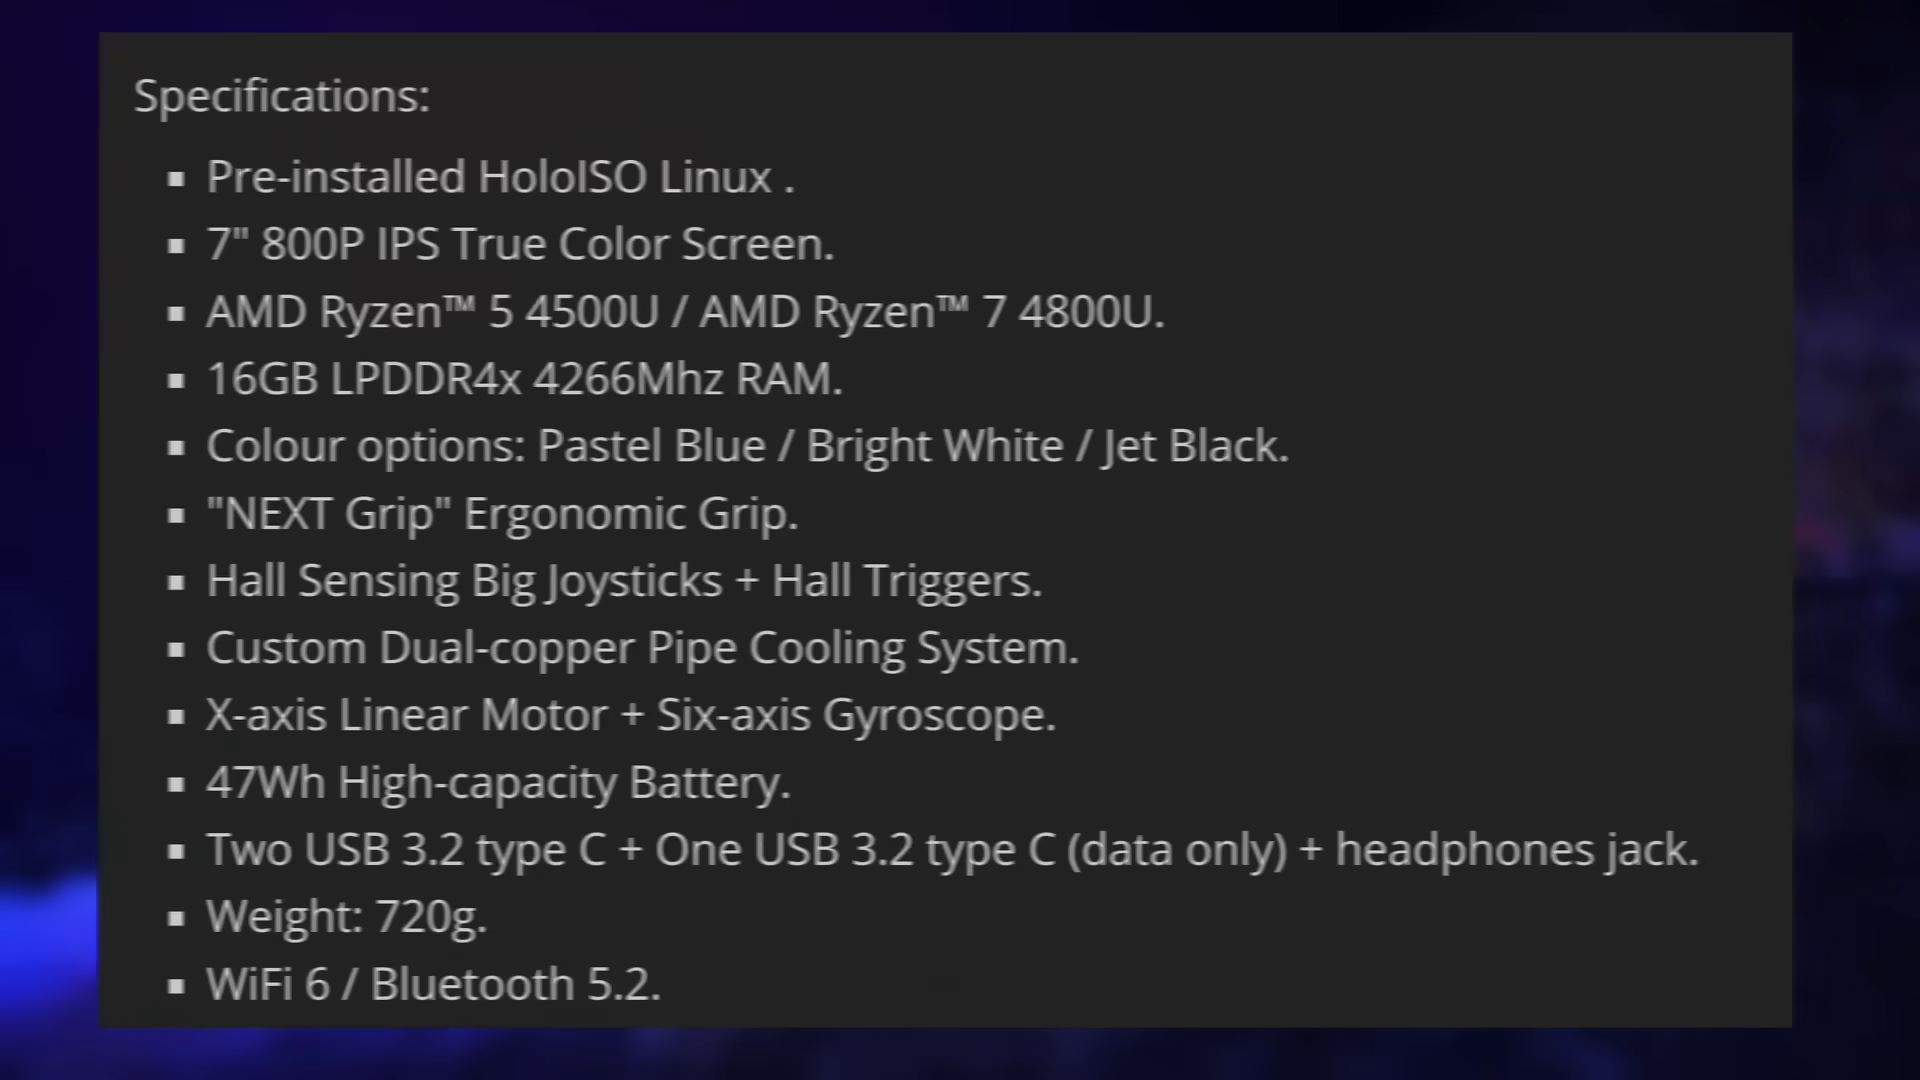 Specifications:
▪ Pre-installed HoloISO Linux .
▪ 7" 800P IPS True Color Screen.
▪ AMD Ryzen™ 5 4500U / AMD Ryzen™ 7 4800U.
▪ 16GB LPDDR4x 4266Mhz RAM.
▪ Colour options: Pastel Blue / Bright White / Jet Black.
▪ "NEXT Grip" Ergonomic Grip.
▪ Hall Sensing Big Joysticks + Hall Triggers.
▪ Custom Dual-copper Pipe Cooling System.
▪ X-axis Linear Motor + Six-axis Gyroscope.
▪ 47Wh High-capacity Battery.
▪ Two USB 3.2 type C + One USB 3.2 type C (data only) + headphones jack.
▪ Weight: 720g.
▪ WiFi 6 / Bluetooth 5.2.